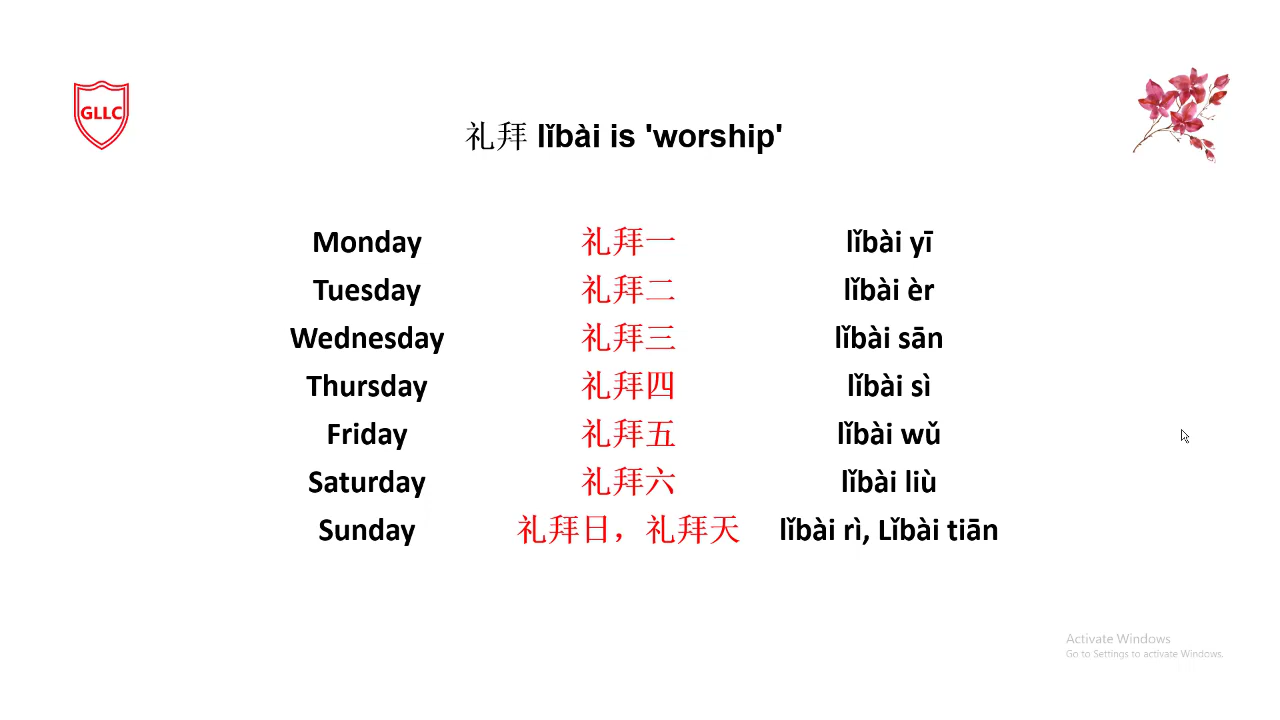 GLLC
礼拜 lǐbài is 'worship'
Monday 礼拜一 lǐbài yī
Tuesday 礼拜二 lǐbài èr
Wednesday 礼拜三 lǐbài sān
Thursday 礼拜四 lǐbài sì
Friday 礼拜五 lǐbài wǔ
Saturday 礼拜六 lǐbài liù
Sunday 礼拜日，礼拜天 lǐbài rì, Lǐbài tiān
Activate Windows
Go to Settings to activate Windows.